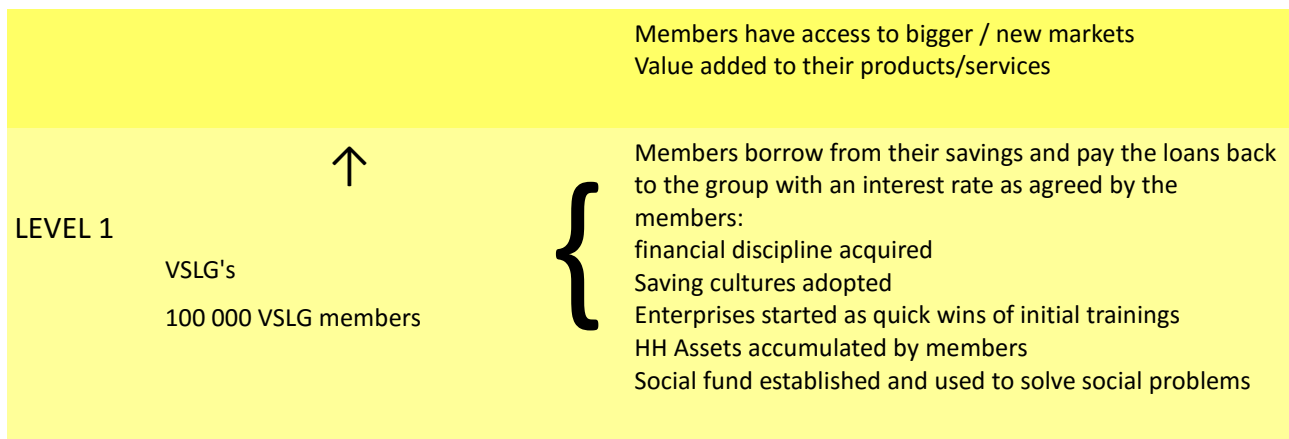 Members have access to bigger / new markets
Value added to their products/services
LEVEL 1
VSLG's
100 000 VSLG members
Members borrow from their savings and pay the loans back
to the group with an interest rate as agreed by the
members:
financial discipline acquired
Saving cultures adopted
Enterprises started as quick wins of initial trainings
HH Assets accumulated by members
Social fund established and used to solve social problems